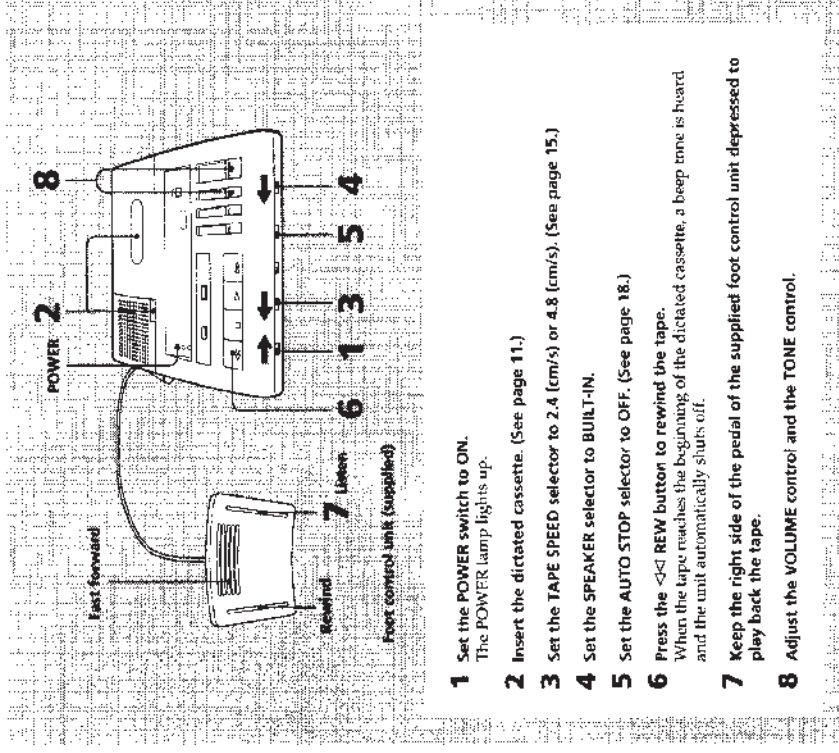 POWER
2
8
6
1
3
5
4
Fast forward
Rewind
7 Listen
Foot control unit (supplied)
1 Set the POWER switch to ON.
The POWER lamp lights up.
2 Insert the dictated cassette. (See page 11.)
3 Set the TAPE SPEED selector to 2.4 (cm/s) or 4.8 (cm/s). (See page 15.)
4 Set the SPEAKER selector to BUILT-IN.
5 Set the AUTO STOP selector to OFF. (See page 18.)
6 Press the ◁◁ REW button to rewind the tape.
When the tape reaches the beginning of the dictated cassette, a beep tone is heard
and the unit automatically shuts off.
7 Keep the right side of the pedal of the supplied foot control unit depressed to
play back the tape.
8 Adjust the VOLUME control and the TONE control.